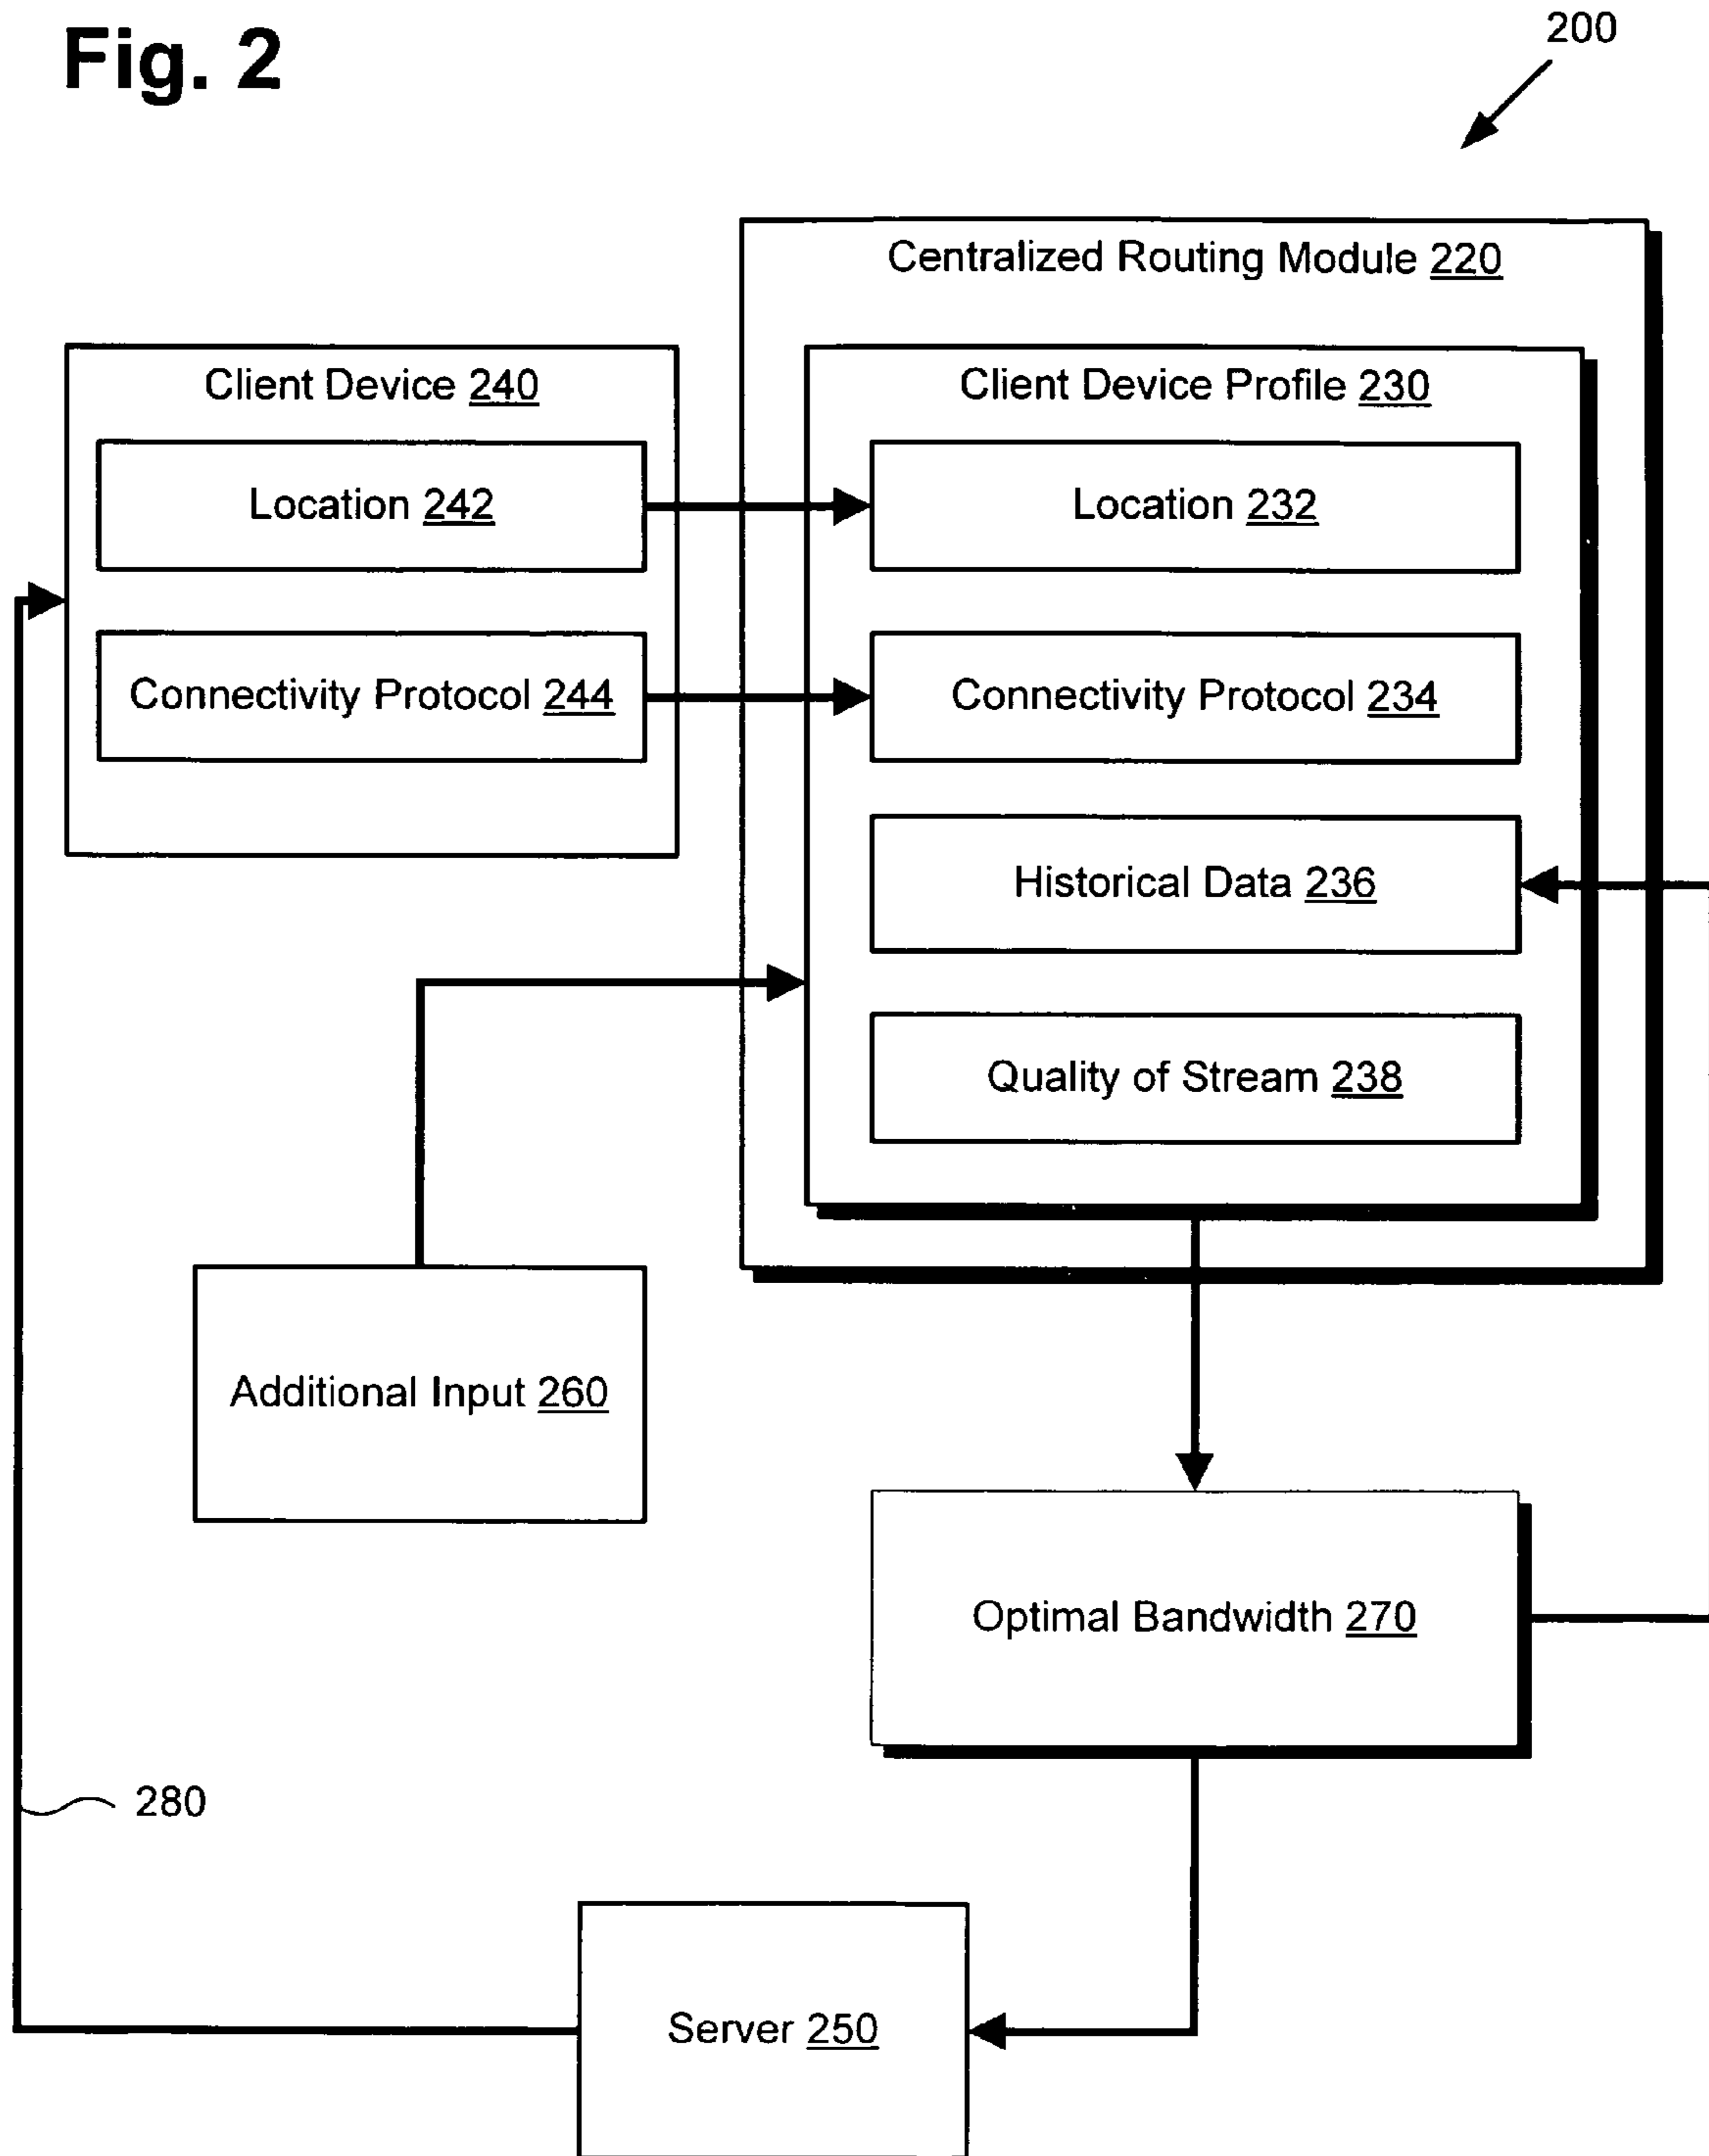 Fig. 2
200
Centralized Routing Module 220
Client Device 240
Client Device Profile 230
Location 242
Location 232
Connectivity Protocol 244
Connectivity Protocol 234
Historical Data 236
Quality of Stream 238
Additional Input 260
Optimal Bandwidth 270
280
Server 250